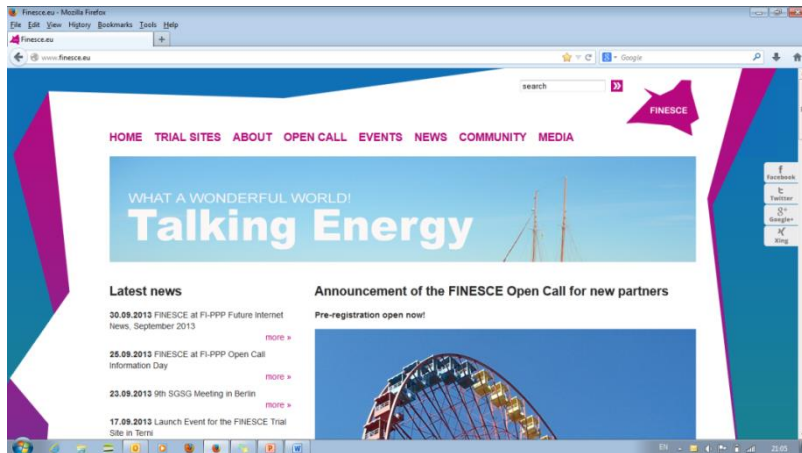 Finesce.eu - Mozilla Firefox
File Edit View History Bookmarks Tools Help
Finesce.eu
www.finesce.eu
Google
search
FINESCE
HOME TRIAL SITES ABOUT OPEN CALL EVENTS NEWS COMMUNITY MEDIA
Facebook
Twitter
Google+
Xing
WHAT A WONDERFUL WORLD!
Talking Energy
Latest news
30.09.2013 FINESCE at FI-PPP Future Internet
News, September 2013
more »
25.09.2013 FINESCE at FI-PPP Open Call
Information Day
more »
23.09.2013 9th SGSG Meeting in Berlin
more »
17.09.2013 Launch Event for the FINESCE Trial
Site in Terni
Announcement of the FINESCE Open Call for new partners
Pre-registration open now!
EN
21:05